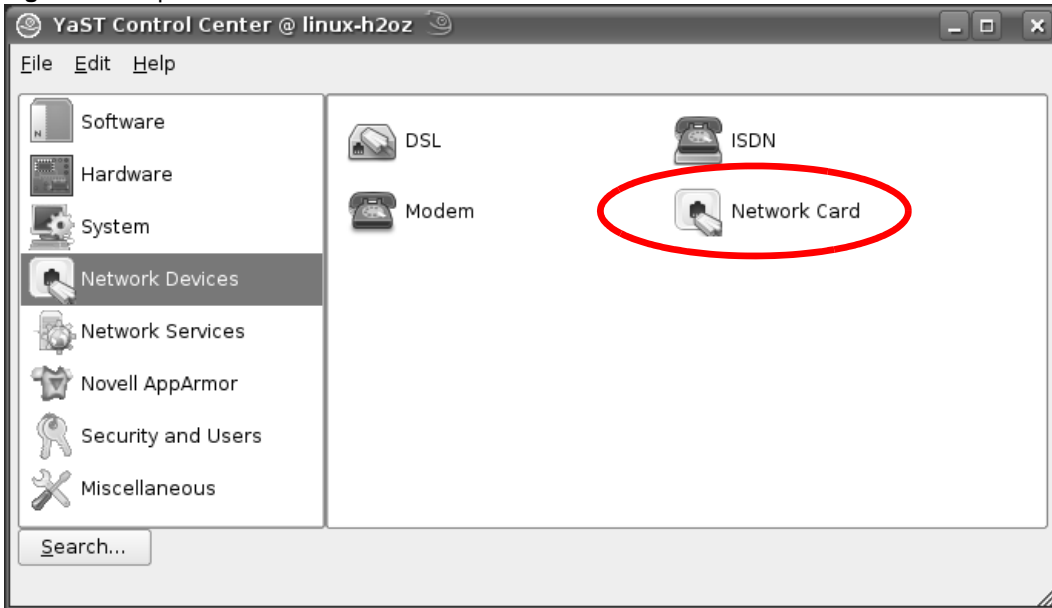 YaST Control Center @ linux-h2oz
File Edit Help
Software
Hardware
System
Network Devices
Network Services
Novell AppArmor
Security and Users
Miscellaneous
DSL
ISDN
Modem
Network Card
Search...